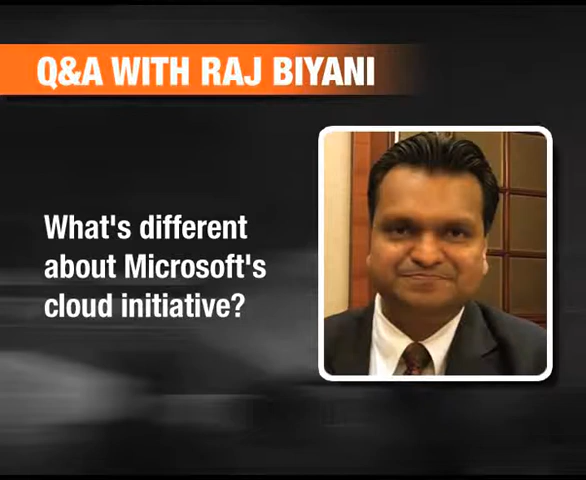 Q&A WITH RAJ BIYANI
What's different
about Microsoft's
cloud initiative?